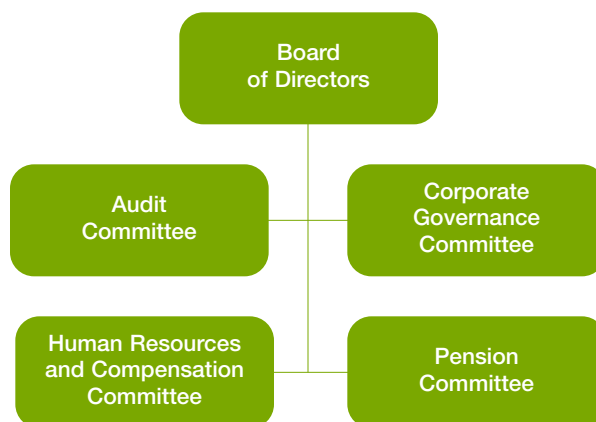 Board
of Directors
Audit
Committee
Corporate
Governance
Committee
Human Resources
and Compensation
Committee
Pension
Committee